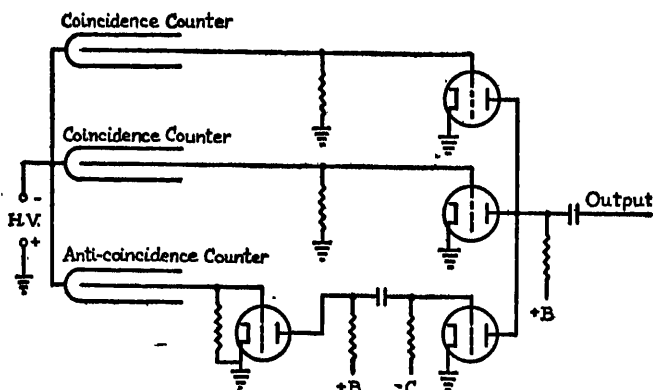 Coincidence Counter
Coincidence Counter
-
H.V.
+
Output
Anti-coincidence Counter
+B
+B
-C